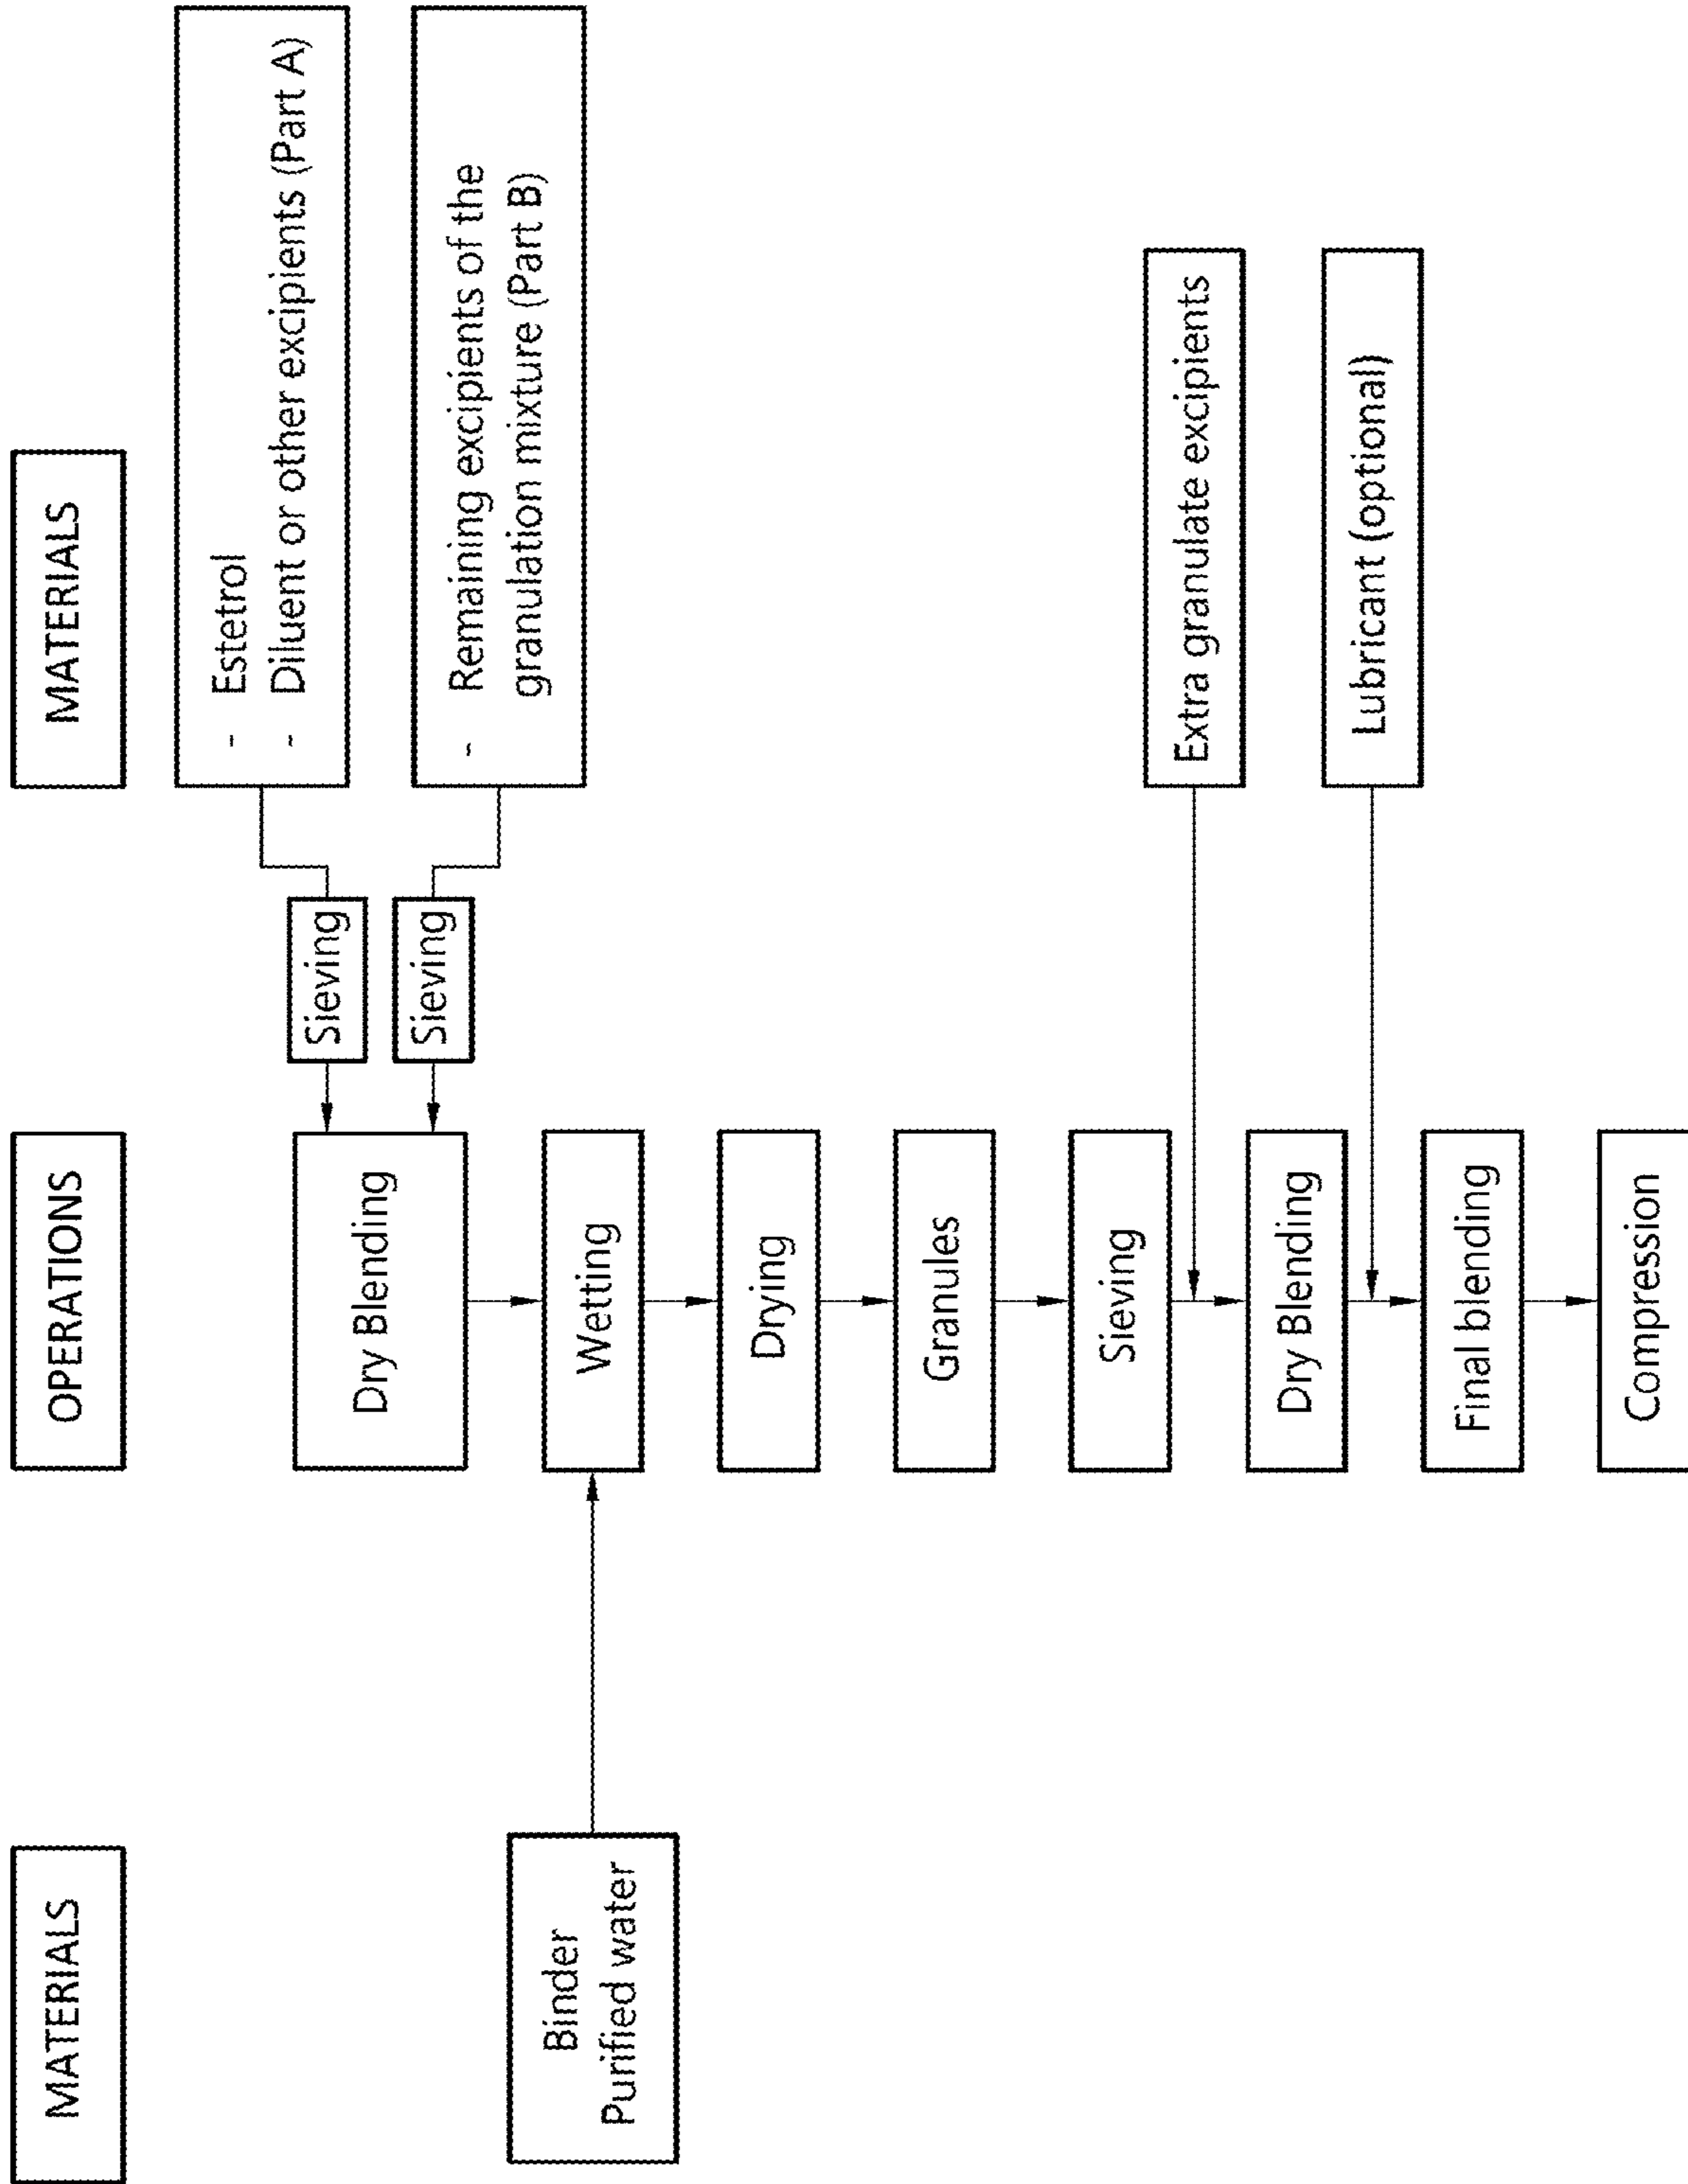 MATERIALS
OPERATIONS
MATERIALS
- Estetrol
- Diluent or other excipients (Part A)
Sieving
- Remaining excipients of the
granulation mixture (Part B)
Sieving
Dry Blending
Binder
Purified water
Wetting
Drying
Granules
Sieving
Extra granulate excipients
Dry Blending
Lubricant (optional)
Final blending
Compression